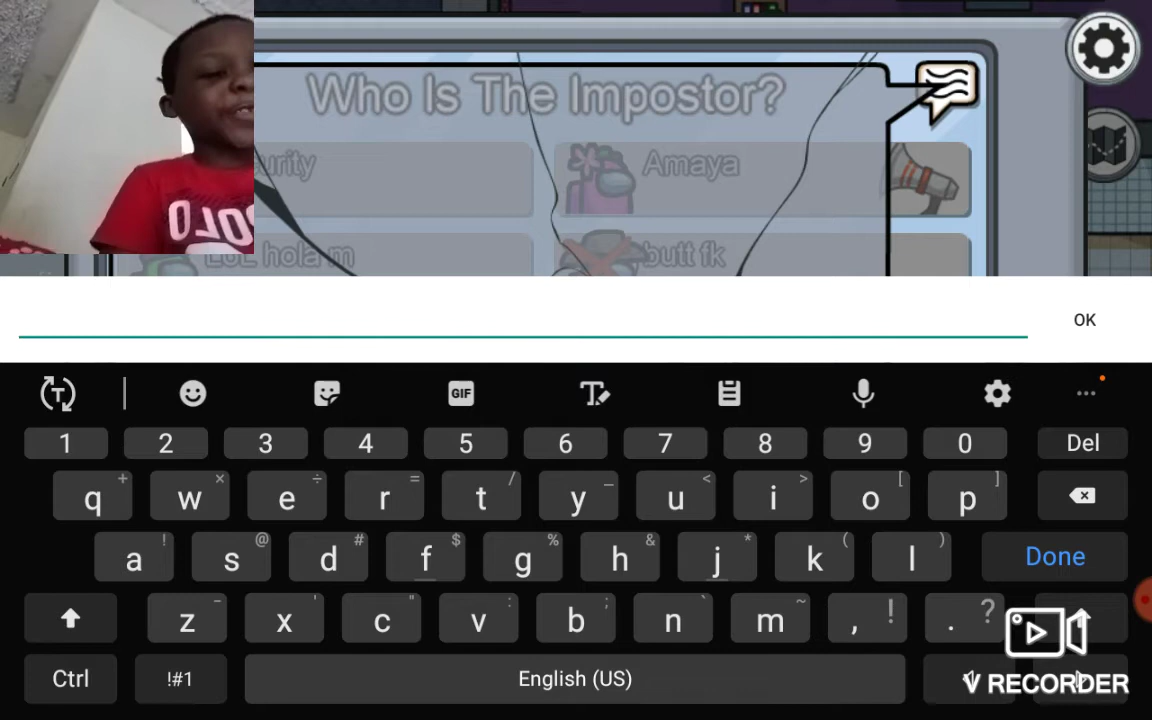 Who Is The Impostor?
urity
Amaya
LoL hola m
butt fk
OK
GIF
1 2 3 4 5 6 7 8 9 0 Del
+ × ÷ = / _ < > [ ]
q w e r t y u i o p
! @ # $ % & * ( )
a s d f g h j k l Done
- ' " : ; ` ~ ! ?
z x c v b n m , .
Ctrl !#1 English (US)
V RECORDER